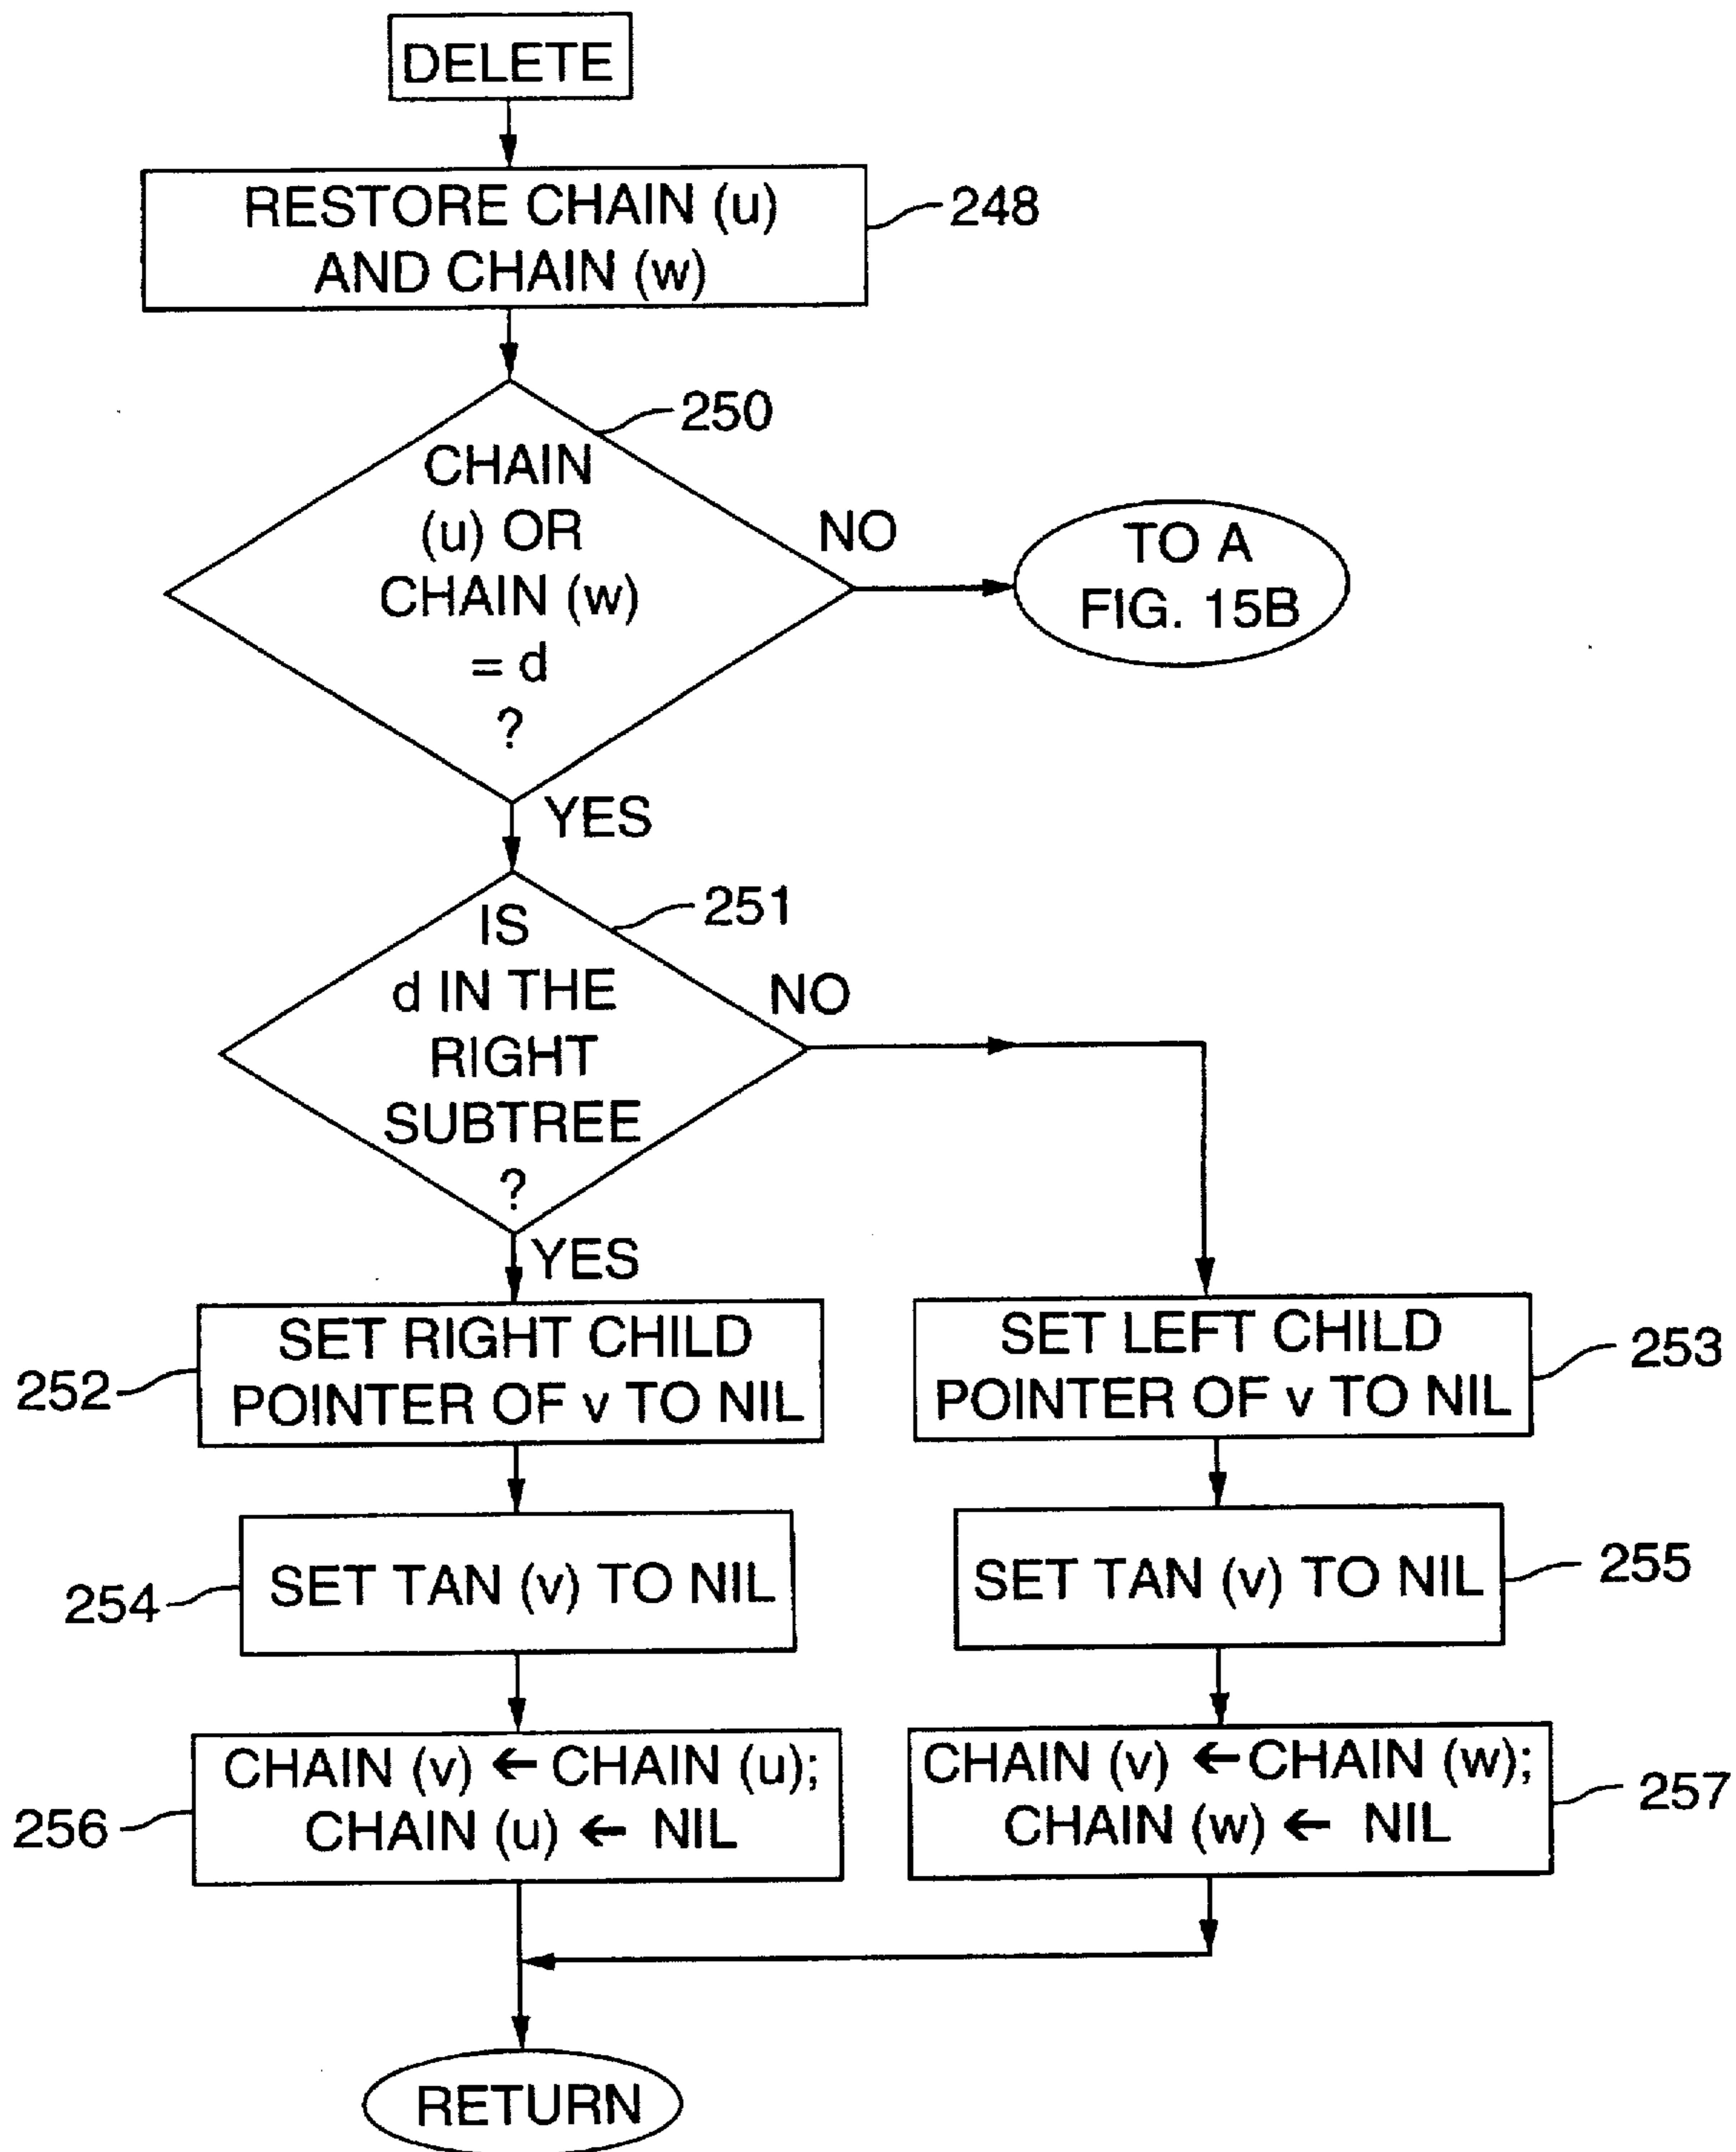 DELETE
RESTORE CHAIN (u)
AND CHAIN (w)
248
250
CHAIN
(u) OR
CHAIN (w)
= d
?
NO
TO A
FIG. 15B
YES
251
IS
d IN THE
RIGHT
SUBTREE
?
NO
YES
SET RIGHT CHILD
POINTER OF v TO NIL
252
SET LEFT CHILD
POINTER OF v TO NIL
253
SET TAN (v) TO NIL
254
SET TAN (v) TO NIL
255
CHAIN (v) ← CHAIN (u);
CHAIN (u) ← NIL
256
CHAIN (v) ← CHAIN (w);
CHAIN (w) ← NIL
257
RETURN